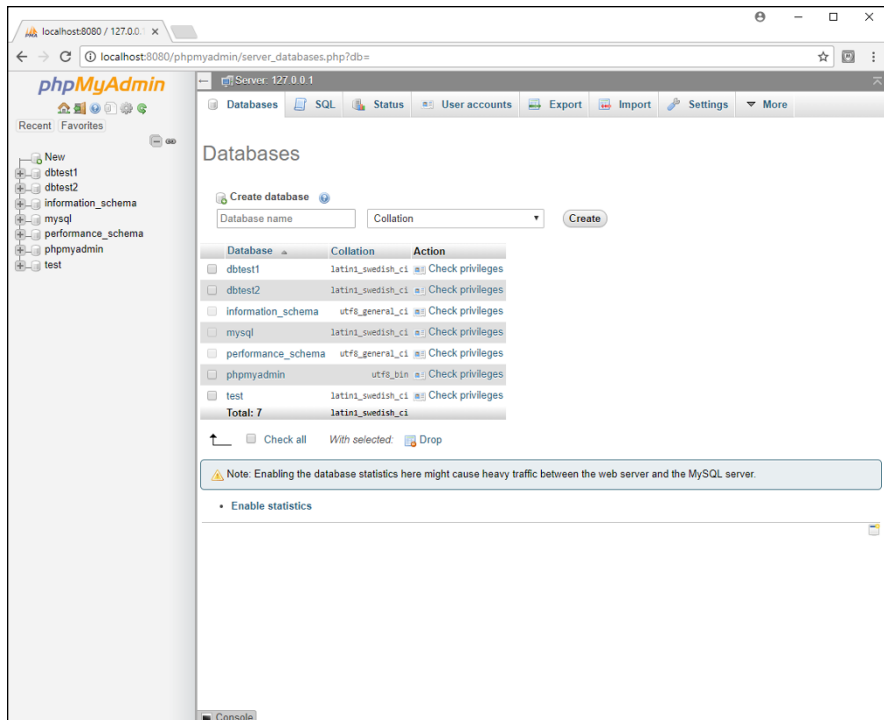 localhost:8080 / 127.0.0.1
localhost:8080/phpmyadmin/server_databases.php?db=
phpMyAdmin
Recent Favorites
New
dbtest1
dbtest2
information_schema
mysql
performance_schema
phpmyadmin
test
Server: 127.0.0.1
Databases SQL Status User accounts Export Import Settings More
Databases
Create database
Database name Collation Create
Database Collation Action
dbtest1 latin1_swedish_ci Check privileges
dbtest2 latin1_swedish_ci Check privileges
information_schema utf8_general_ci Check privileges
mysql latin1_swedish_ci Check privileges
performance_schema utf8_general_ci Check privileges
phpmyadmin utf8_bin Check privileges
test latin1_swedish_ci Check privileges
Total: 7 latin1_swedish_ci
Check all With selected: Drop
Note: Enabling the database statistics here might cause heavy traffic between the web server and the MySQL server.
• Enable statistics
Console